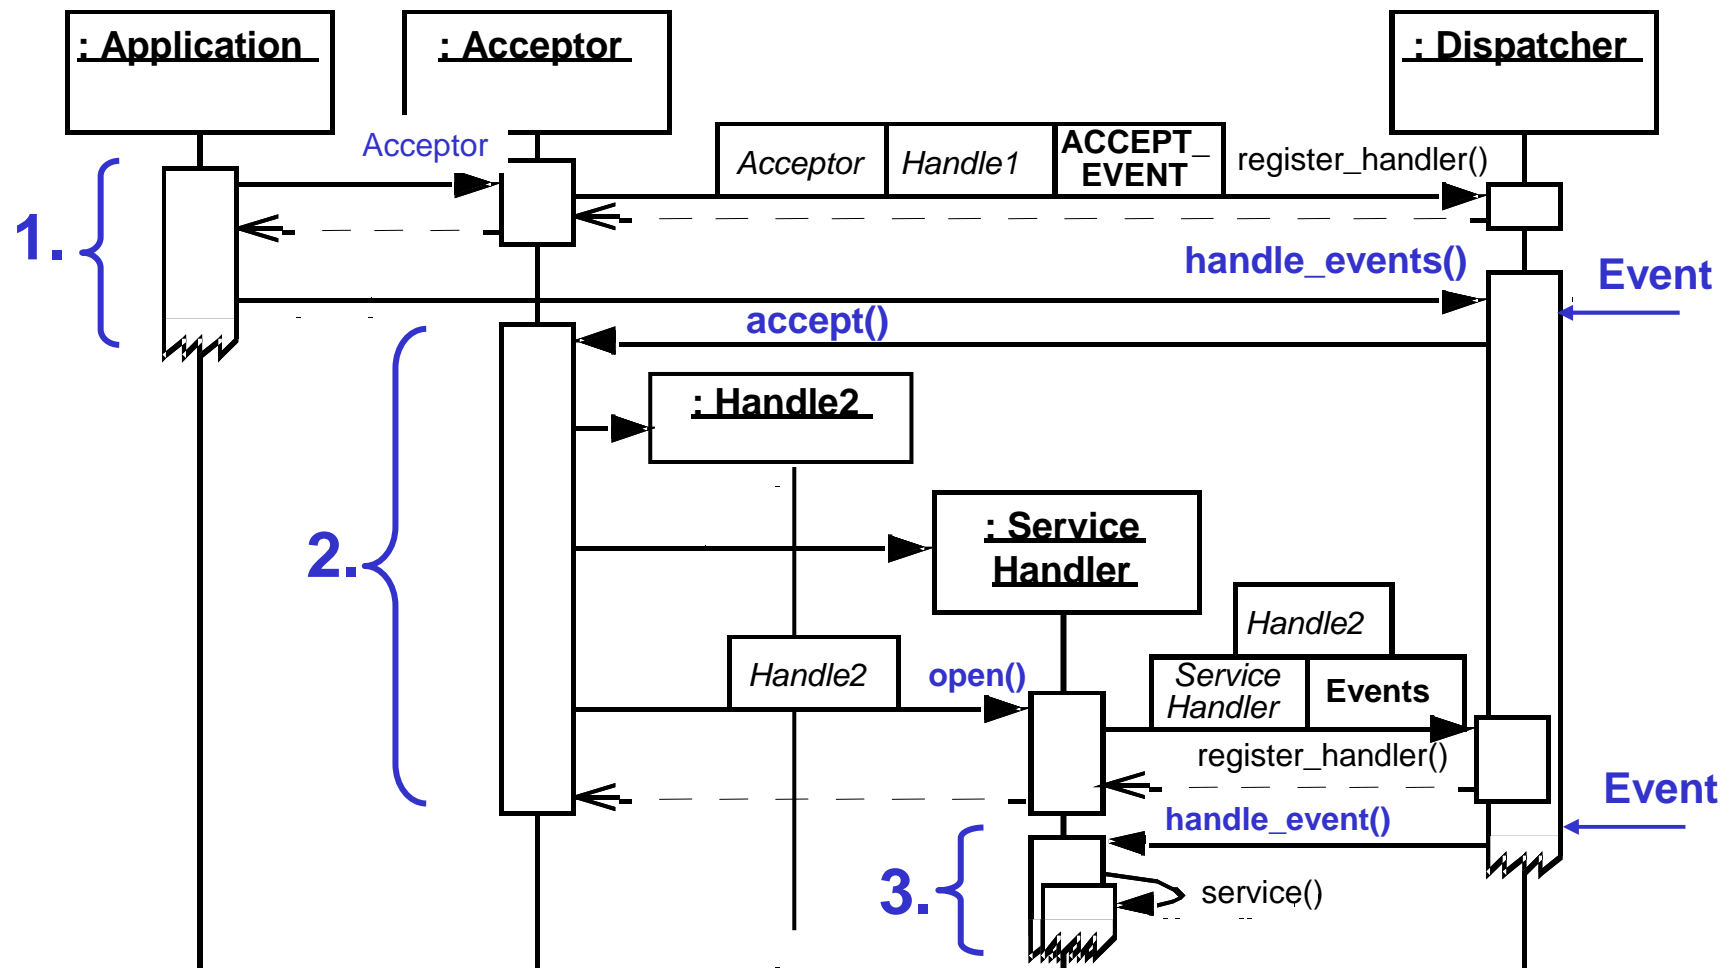 : Application
: Acceptor
: Dispatcher
Acceptor
Acceptor
Handle1
ACCEPT_
EVENT
register_handler()
1.
handle_events()
Event
accept()
: Handle2
2.
: Service
Handler
Handle2
Handle2
open()
Service
Handler
Events
register_handler()
Event
handle_event()
3.
service()